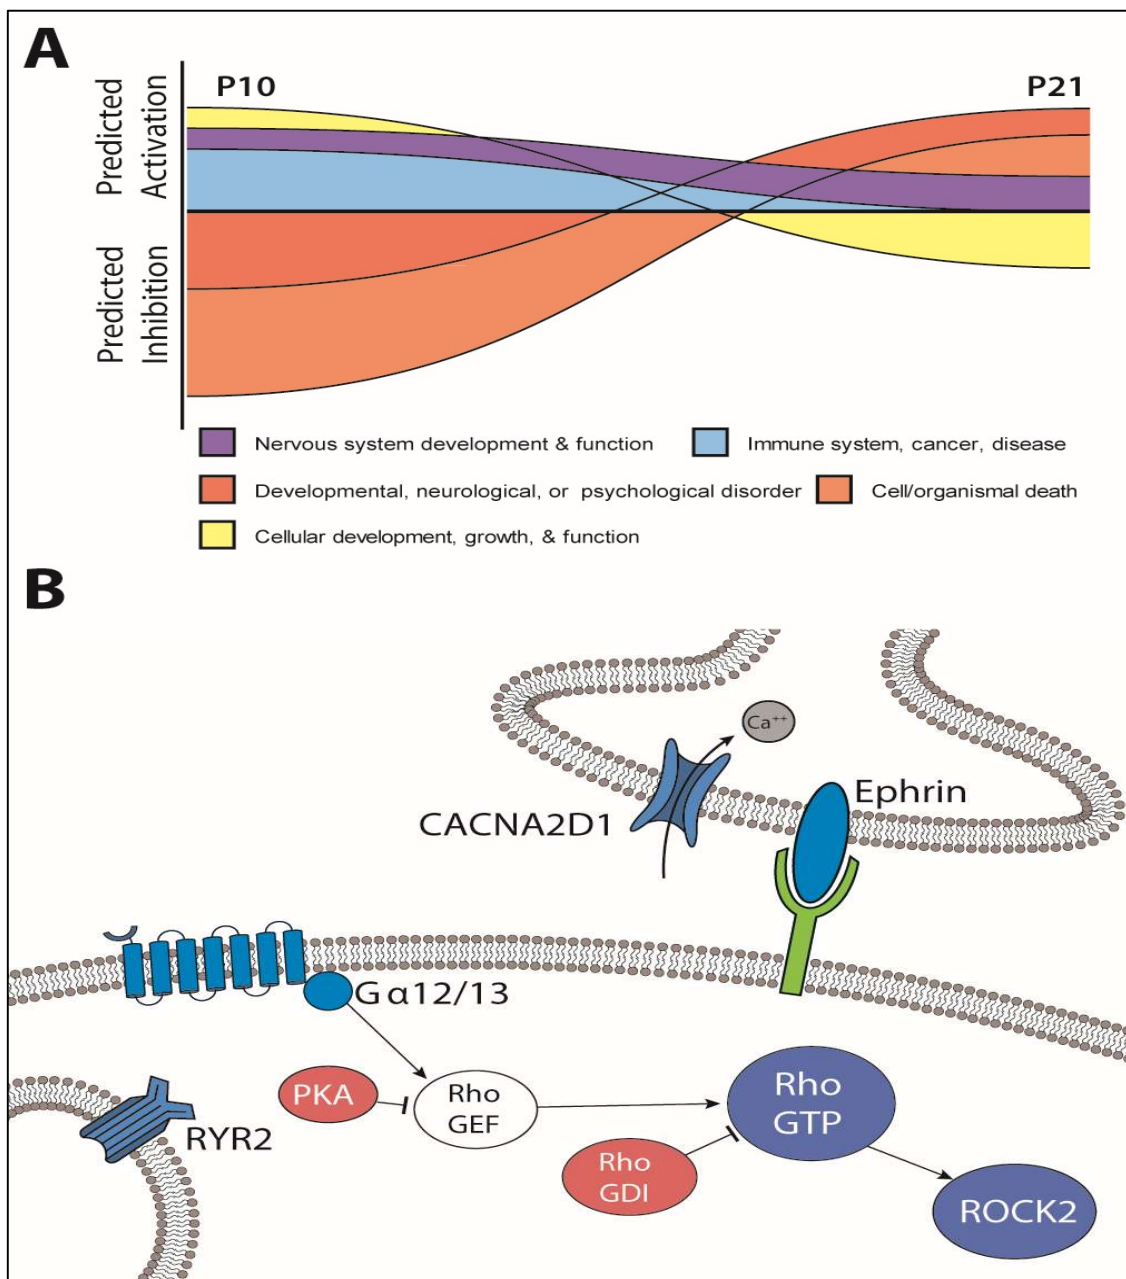 A
P10
P21
Predicted
Activation
Predicted
Inhibition
Nervous system development & function
Immune system, cancer, disease
Developmental, neurological, or psychological disorder
Cell/organismal death
Cellular development, growth, & function
B
Ca++
Ephrin
CACNA2D1
Gα12/13
PKA
Rho
GEF
Rho
GTP
RYR2
Rho
GDI
ROCK2